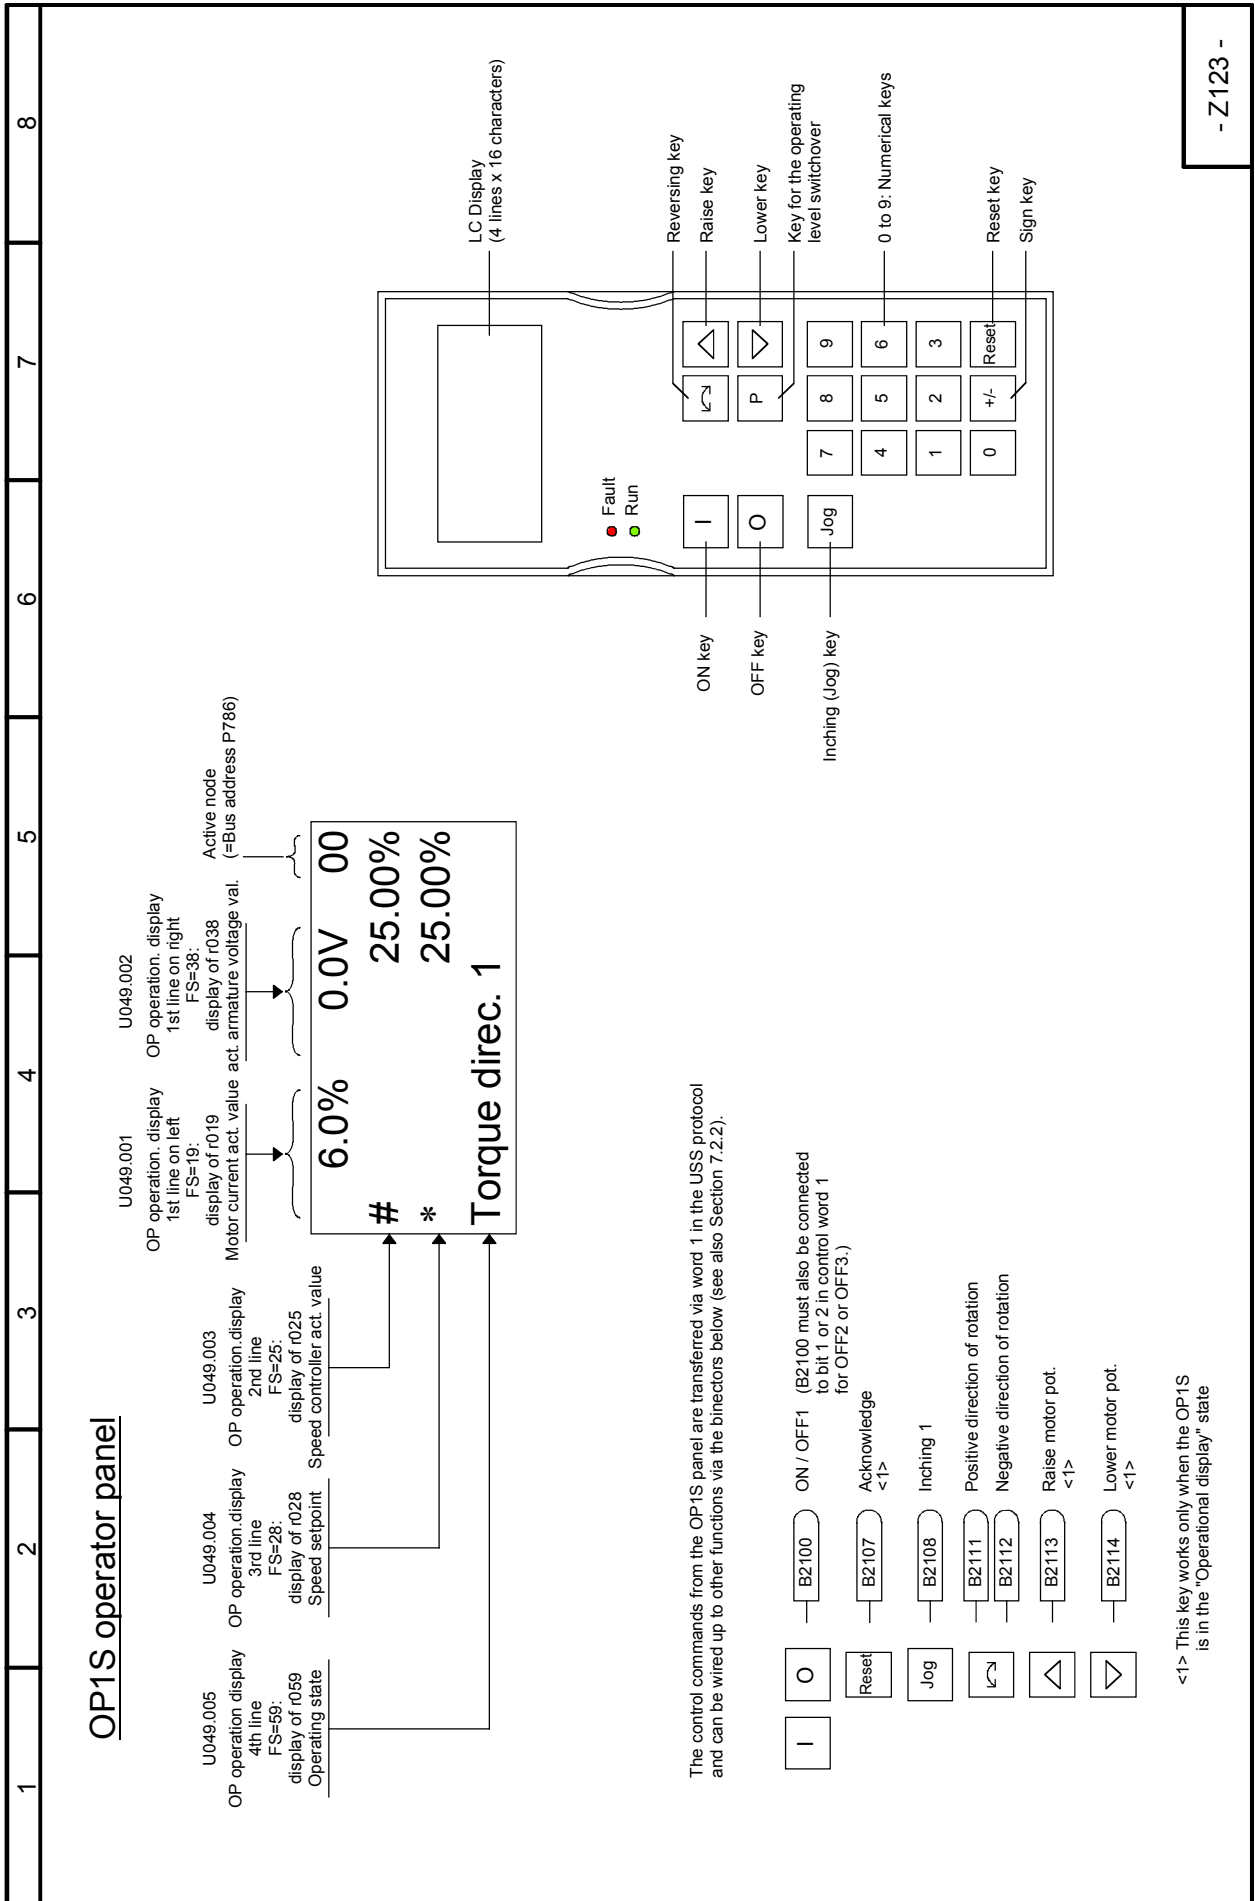 1 2 3 4 5 6 7 8
OP1S operator panel
U049.005
OP operation display
4th line
FS=59:
display of r059
Operating state
U049.004
OP operation.display
3rd line
FS=28:
display of r028
Speed setpoint
U049.003
OP operation.display
2nd line
FS=25:
display of r025
Speed controller act. value
U049.001
OP operation. display
1st line on left
FS=19:
display of r019
Motor current act. value
U049.002
OP operation. display
1st line on right
FS=38:
display of r038
act. armature voltage val.
Active node
(=Bus address P786)
6.0% 0.0V 00
# 25.00%
* 25.00%
Torque direc. 1
LC Display
(4 lines x 16 characters)
Fault
Run
Reversing key
Raise key
Lower key
Key for the operating
level switchover
0 to 9: Numerical keys
Reset key
Sign key
ON key
OFF key
Inching (Jog) key
I
O P
Jog 7 8 9
4 5 6
1 2 3
0 +/- Reset
The control commands from the OP1S panel are transferred via word 1 in the USS protocol
and can be wired up to other functions via the binectors below (see also Section 7.2.2).
I O B2100 ON / OFF1 (B2100 must also be connected
to bit 1 or 2 in control word 1
for OFF2 or OFF3.)
Reset B2107 Acknowledge
<1>
Jog B2108 Inching 1
B2111 Positive direction of rotation
B2112 Negative direction of rotation
B2113 Raise motor pot.
<1>
B2114 Lower motor pot.
<1>
<1> This key works only when the OP1S
is in the "Operational display" state
- Z123 -